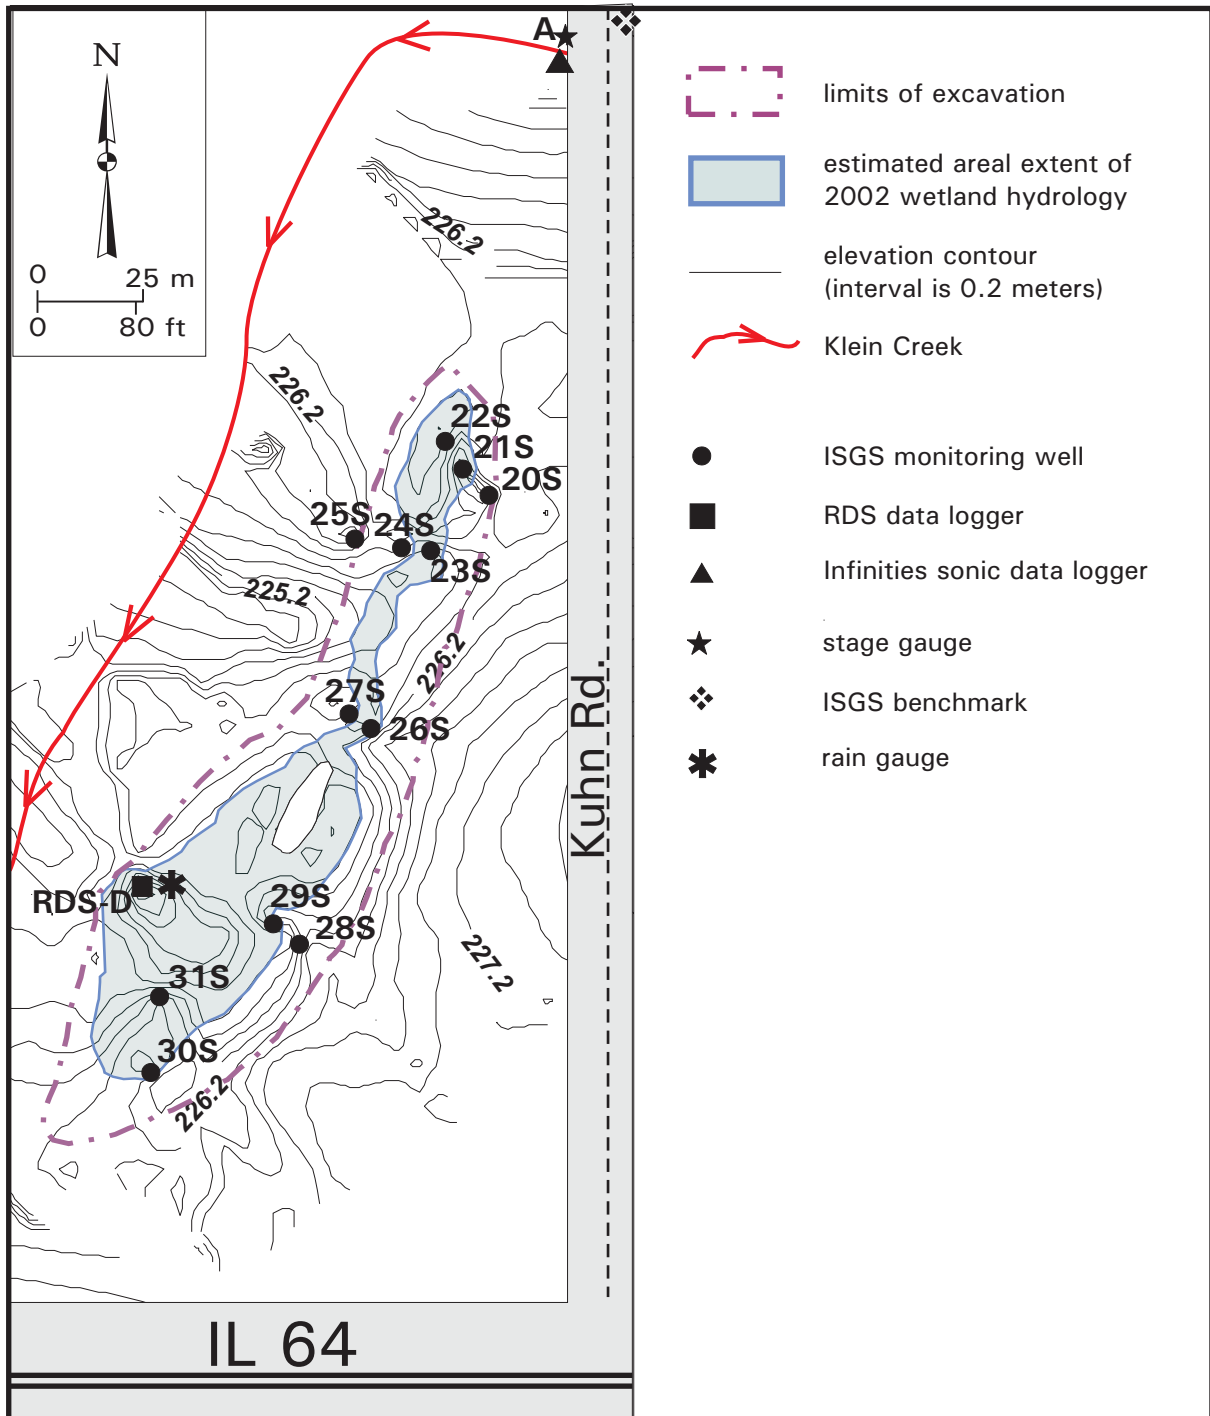 A
N
0 25 m
0 80 ft
226.2
226.2
22S
21S
20S
25S
24S
23S
225.2
226.2
27S
26S
Kuhn Rd.
RDS-D
29S
28S
227.2
31S
30S
226.2
IL 64
limits of excavation
estimated areal extent of
2002 wetland hydrology
elevation contour
(interval is 0.2 meters)
Klein Creek
ISGS monitoring well
RDS data logger
Infinities sonic data logger
stage gauge
ISGS benchmark
rain gauge